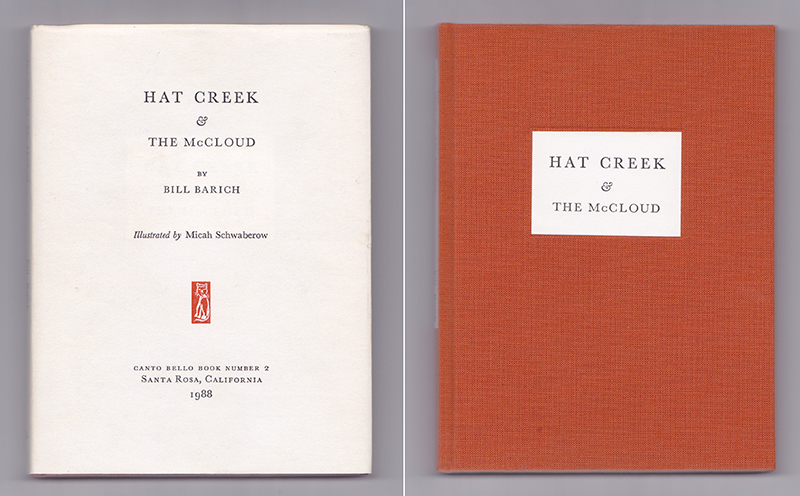 HAT CREEK
&
THE McCLOUD
BY
BILL BARICH
Illustrated by Micah Schwaberow
CANTO BELLO BOOK NUMBER 2
SANTA ROSA, CALIFORNIA
1988
HAT CREEK
&
THE McCLOUD